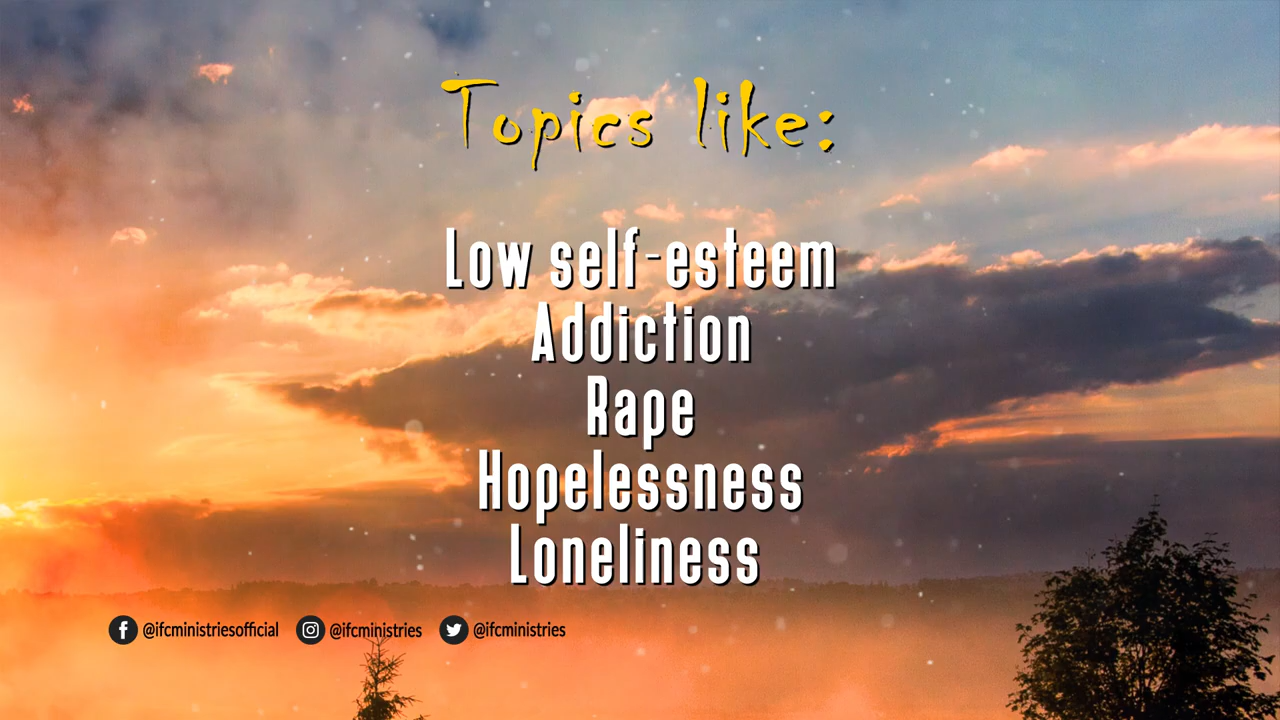 Topics like:
Low self-esteem
Addiction
Rape
Hopelessness
Loneliness
@ifcministriesofficial @ifcministries @ifcministries